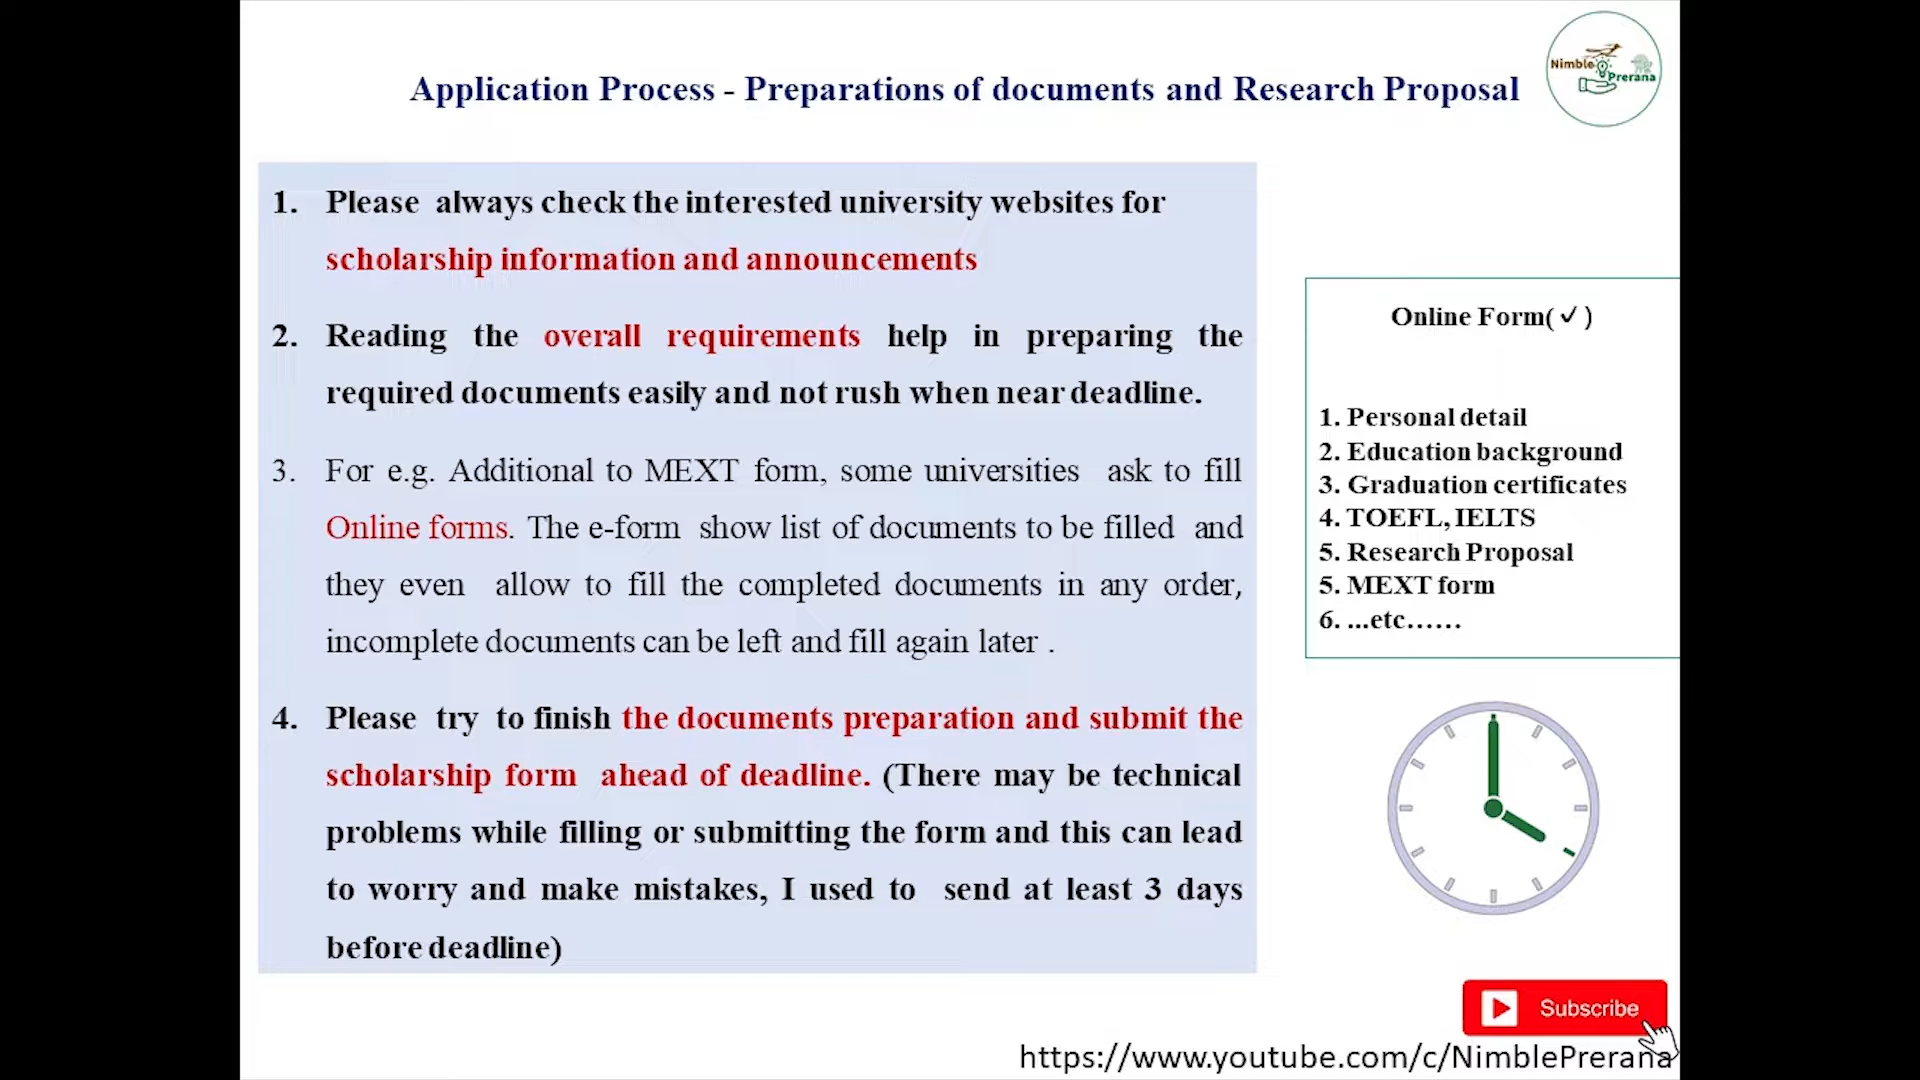 Nimble
Prerana
Application Process - Preparations of documents and Research Proposal
1. Please always check the interested university websites for
scholarship information and announcements
2. Reading the overall requirements help in preparing the
required documents easily and not rush when near deadline.
3. For e.g. Additional to MEXT form, some universities ask to fill
Online forms. The e-form show list of documents to be filled and
they even allow to fill the completed documents in any order,
incomplete documents can be left and fill again later .
4. Please try to finish the documents preparation and submit the
scholarship form ahead of deadline. (There may be technical
problems while filling or submitting the form and this can lead
to worry and make mistakes, I used to send at least 3 days
before deadline)
Online Form( ✓ )
1. Personal detail
2. Education background
3. Graduation certificates
4. TOEFL, IELTS
5. Research Proposal
5. MEXT form
6. ...etc......
Subscribe
https://www.youtube.com/c/NimblePrerana